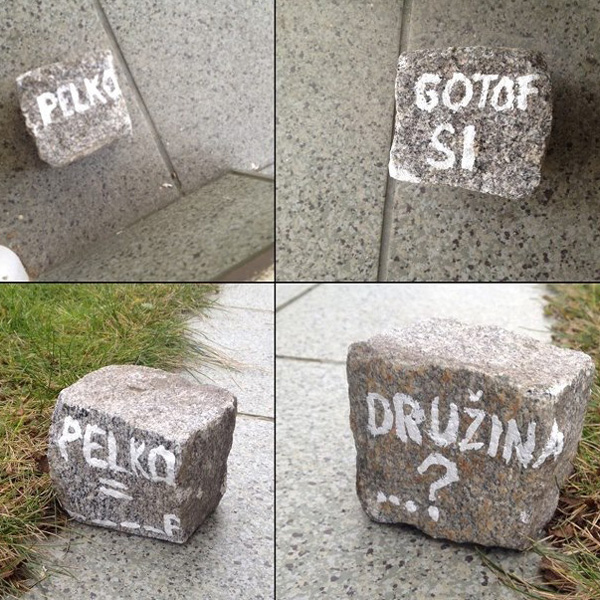 PELKO
GOTOF
SI
PELKO
=
_ _ _ _ P
DRUŽINA
...?